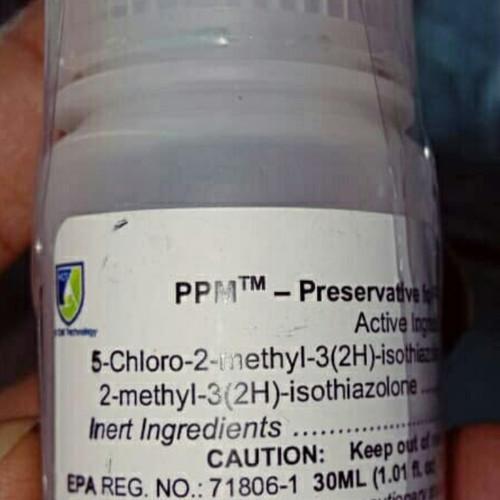 PPM™ – Preservative
Active
5-Chloro-2-methyl-3(2H)-isothiazo
2-methyl-3(2H)-isothiazolone ....
Inert Ingredients ....................
CAUTION: Keep out of
EPA REG. NO.: 71806-1 30ML (1.01 fl. oz